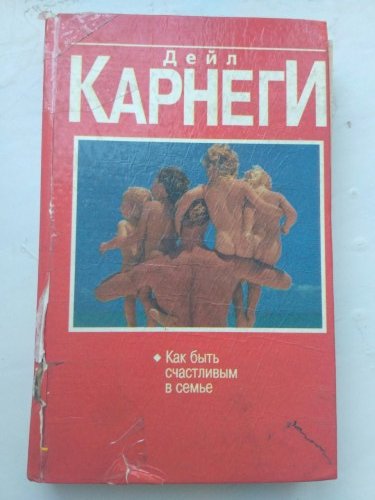 Дейл
КАРНЕГИ
◆ Как быть
счастливым
в семье